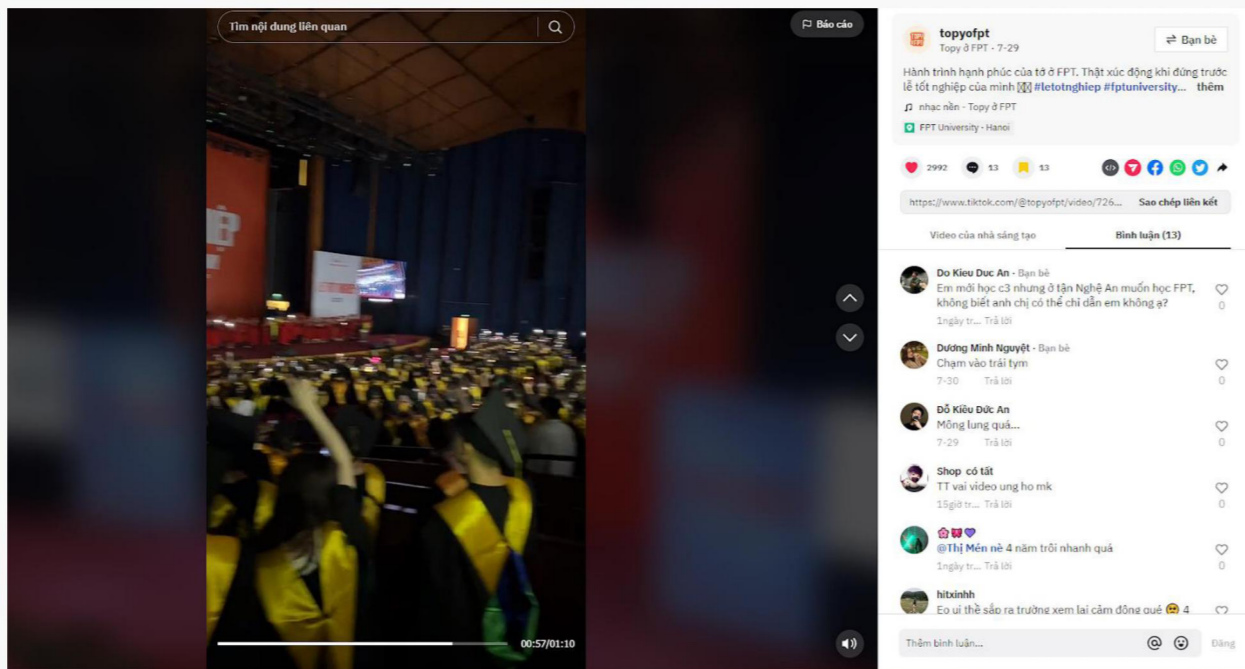 Tìm nội dung liên quan
Báo cáo
LỄ TỐT NGHIỆP
00:57/01:10
topyofpt
Topy ở FPT · 7-29
Bạn bè
Hành trình hạnh phúc của tớ ở FPT. Thật xúc động khi đứng trước
lễ tốt nghiệp của mình #letotnghiep #fptuniversity... thêm
nhạc nền - Topy ở FPT
FPT University - Hanoi
2992 13 13
https://www.tiktok.com/@topyofpt/video/726... Sao chép liên kết
Video của nhà sáng tạo
Bình luận (13)
Do Kieu Duc An · Bạn bè
Em mới học c3 nhưng ở tận Nghệ An muốn học FPT,
không biết anh chị có thể chỉ dẫn em không ạ?
0
1ngày tr... Trả lời
Dương Minh Nguyệt · Bạn bè
Chạm vào trái tym
7-30 Trả lời
0
Đỗ Kiều Đức An
Mông lung quá...
7-29 Trả lời
0
Shop có tất
TT vai video ung ho mk
15giờ tr... Trả lời
0
@Thị Mén nè 4 năm trôi nhanh quá
1ngày tr... Trả lời
0
hitxinhh
Eo ui thề sắp ra trường xem lại cảm động qué 🥺 4
Thêm bình luận...
Đăng